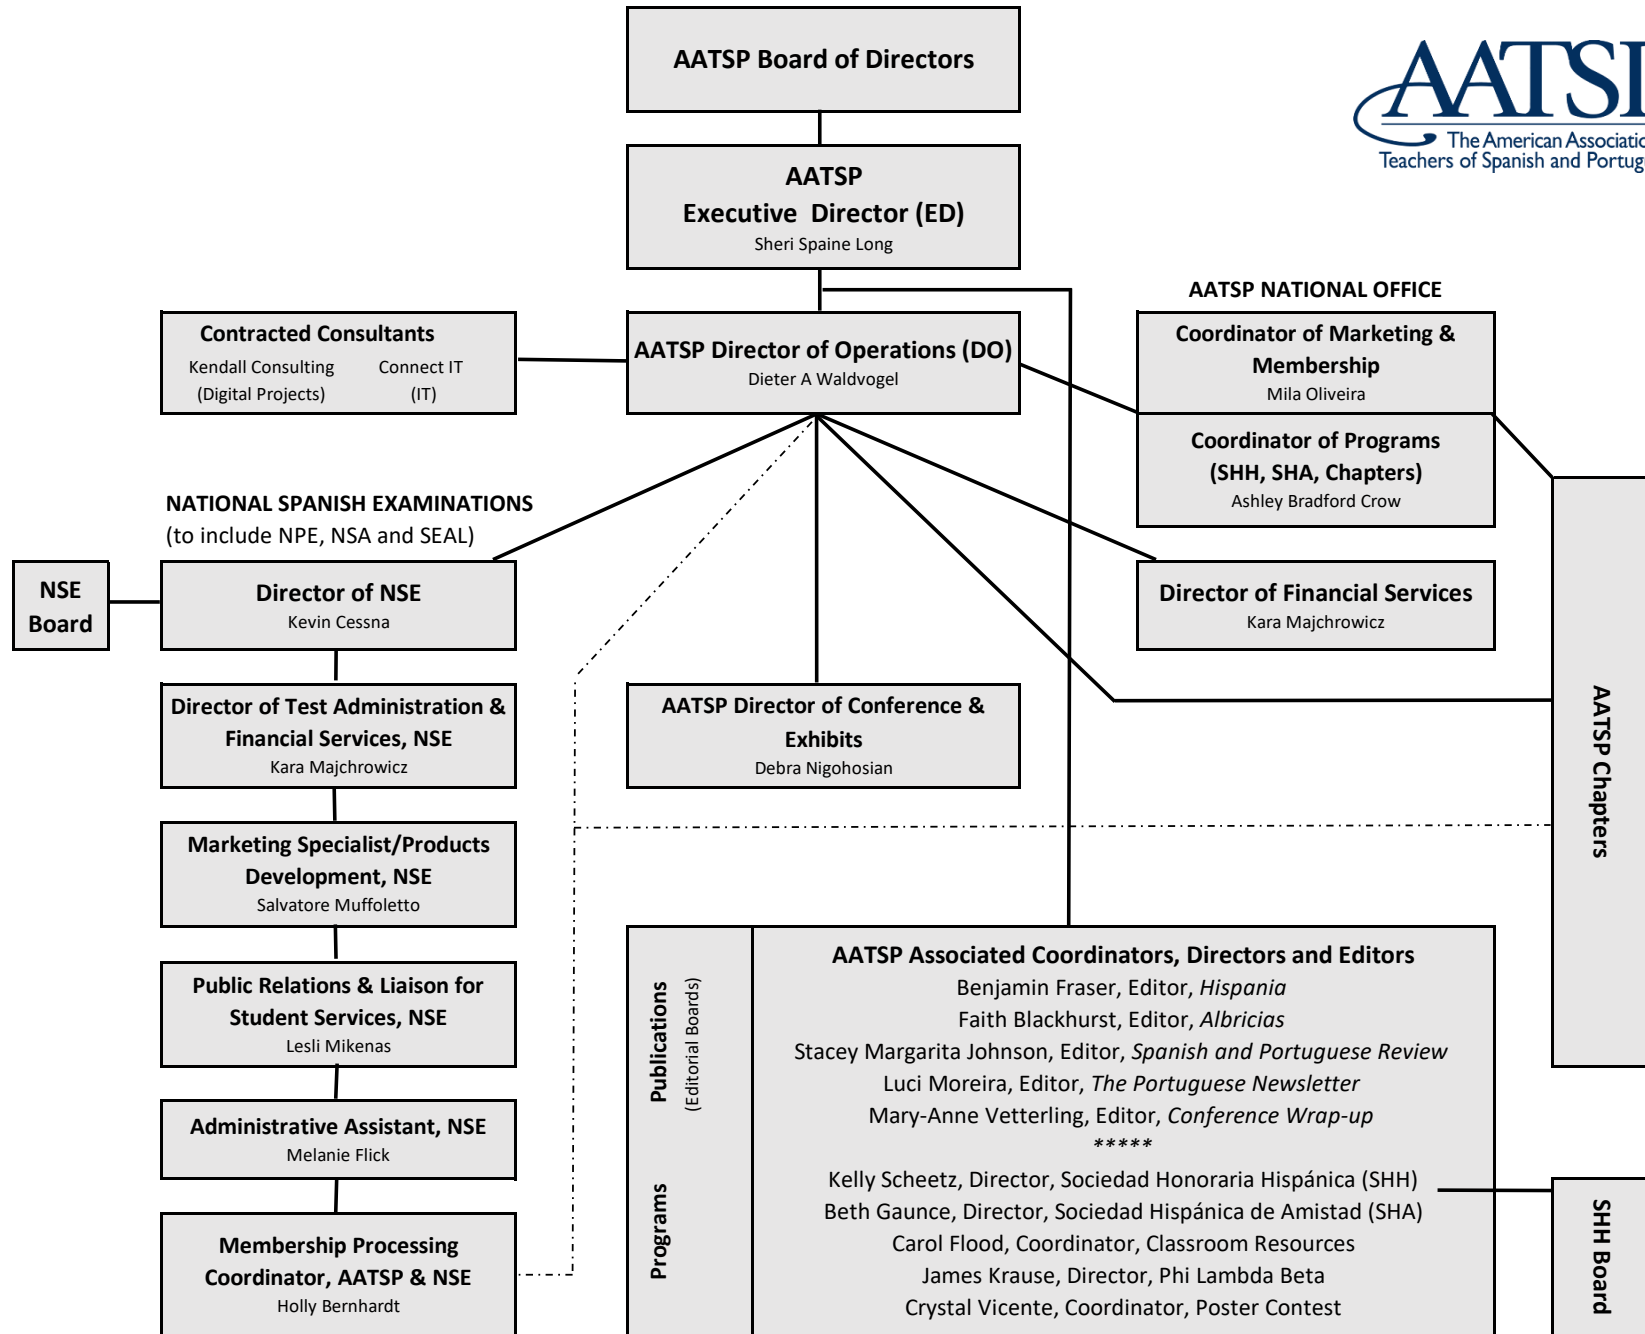 AATSP Board of Directors
AATSP
The American Associatio
Teachers of Spanish and Portug
AATSP
Executive Director (ED)
Sheri Spaine Long
AATSP NATIONAL OFFICE
Contracted Consultants
Kendall Consulting Connect IT
(Digital Projects) (IT)
AATSP Director of Operations (DO)
Dieter A Waldvogel
Coordinator of Marketing &
Membership
Mila Oliveira
Coordinator of Programs
(SHH, SHA, Chapters)
Ashley Bradford Crow
NATIONAL SPANISH EXAMINATIONS
(to include NPE, NSA and SEAL)
NSE
Board
Director of NSE
Kevin Cessna
Director of Financial Services
Kara Majchrowicz
Director of Test Administration &
Financial Services, NSE
Kara Majchrowicz
AATSP Director of Conference &
Exhibits
Debra Nigohosian
AATSP Chapters
Marketing Specialist/Products
Development, NSE
Salvatore Muffoletto
Public Relations & Liaison for
Student Services, NSE
Lesli Mikenas
Administrative Assistant, NSE
Melanie Flick
Membership Processing
Coordinator, AATSP & NSE
Holly Bernhardt
Publications
(Editorial Boards)
Programs
AATSP Associated Coordinators, Directors and Editors
Benjamin Fraser, Editor, Hispania
Faith Blackhurst, Editor, Albricias
Stacey Margarita Johnson, Editor, Spanish and Portuguese Review
Luci Moreira, Editor, The Portuguese Newsletter
Mary-Anne Vetterling, Editor, Conference Wrap-up
*****
Kelly Scheetz, Director, Sociedad Honoraria Hispánica (SHH)
Beth Gaunce, Director, Sociedad Hispánica de Amistad (SHA)
Carol Flood, Coordinator, Classroom Resources
James Krause, Director, Phi Lambda Beta
Crystal Vicente, Coordinator, Poster Contest
SHH Board